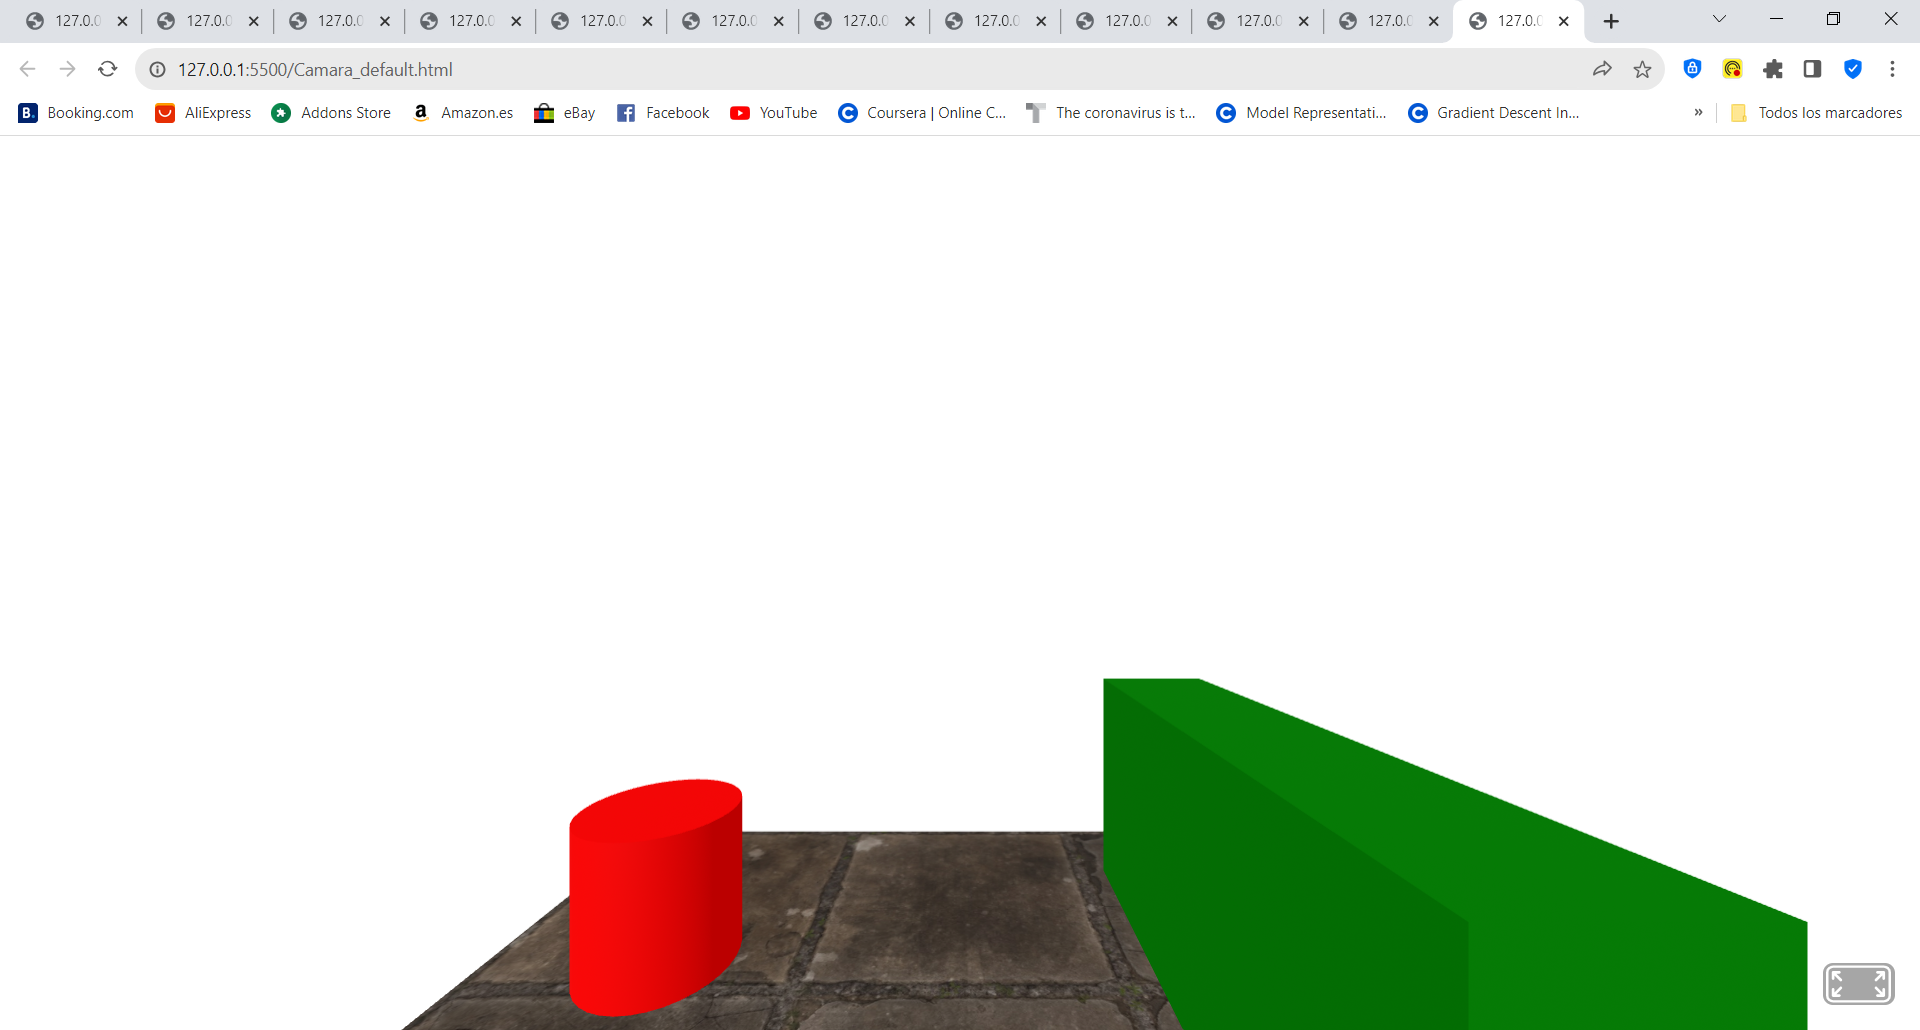 127.0.0 127.0.0 127.0.0 127.0.0 127.0.0 127.0.0 127.0.0 127.0.0 127.0.0 127.0.0 127.0.0 127.0.0
127.0.0.1:5500/Camara_default.html
Booking.com AliExpress Addons Store Amazon.es eBay Facebook YouTube Coursera | Online C... The coronavirus is t... Model Representati... Gradient Descent In... » Todos los marcadores